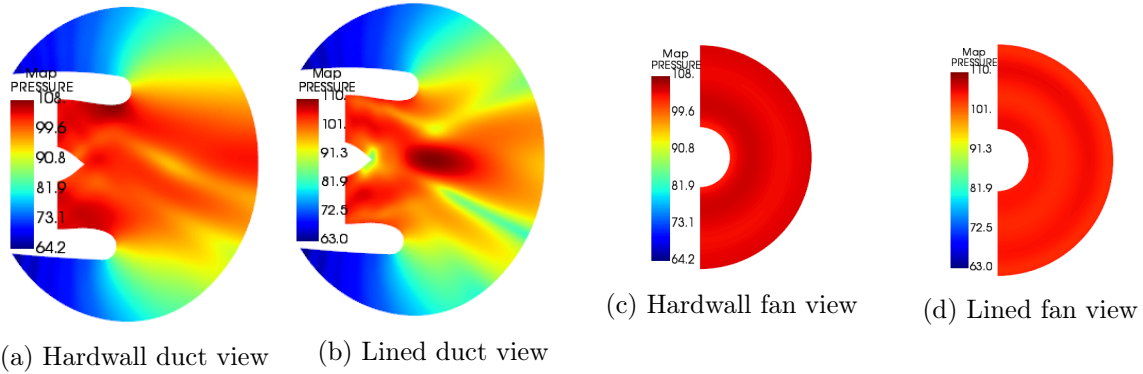 Map
PRESSURE
108.
99.6
90.8
81.9
73.1
64.2
(a) Hardwall duct view
Map
PRESSURE
110.
101.
91.3
81.9
72.5
63.0
(b) Lined duct view
Map
PRESSURE
108.
99.6
90.8
81.9
73.1
64.2
(c) Hardwall fan view
Map
PRESSURE
110.
101.
91.3
81.9
72.5
63.0
(d) Lined fan view